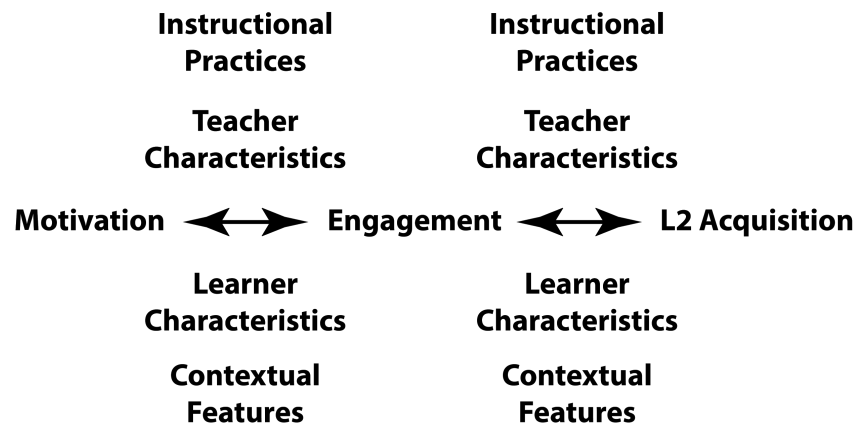 Instructional Instructional
Practices Practices
Teacher Teacher
Characteristics Characteristics
Motivation Engagement L2 Acquisition
Learner Learner
Characteristics Characteristics
Contextual Contextual
Features Features